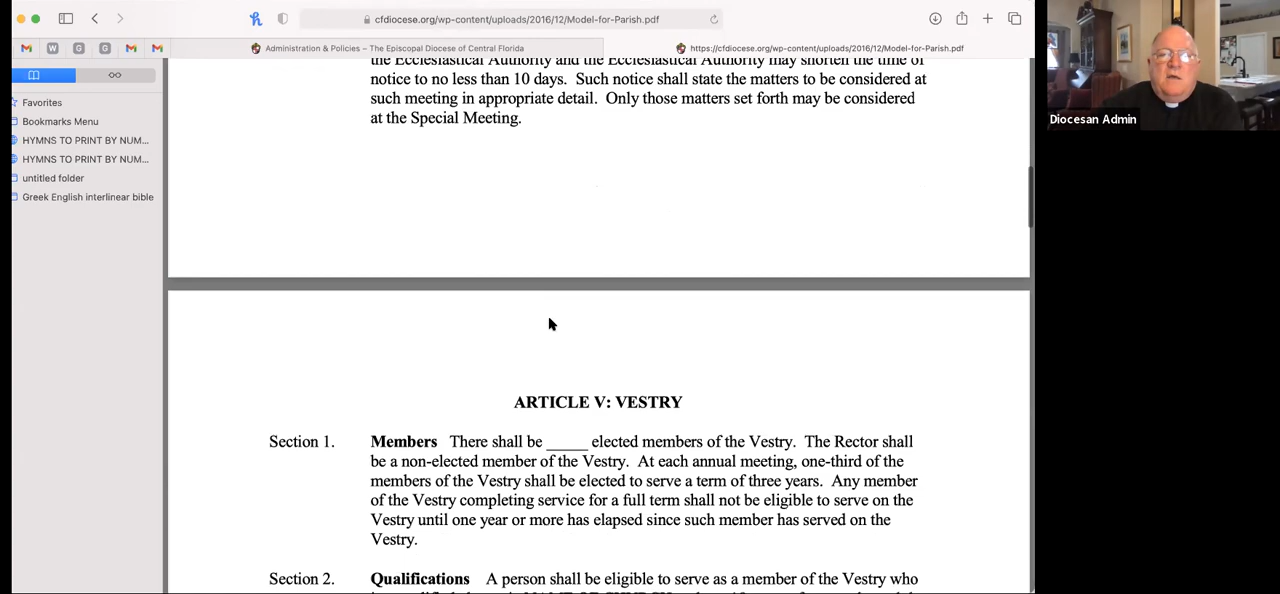 cfdiocese.org/wp-content/uploads/2016/12/Model-for-Parish.pdf
W G G
Administration & Policies – The Episcopal Diocese of Central Florida
https://cfdiocese.org/wp-content/uploads/2016/12/Model-for-Parish.pdf
Favorites
Bookmarks Menu
HYMNS TO PRINT BY NUM...
HYMNS TO PRINT BY NUM...
untitled folder
Greek English interlinear bible
the Ecclesiastical Authority and the Ecclesiastical Authority may shorten the time of
notice to no less than 10 days. Such notice shall state the matters to be considered at
such meeting in appropriate detail. Only those matters set forth may be considered
at the Special Meeting.
ARTICLE V: VESTRY
Section 1. Members There shall be _____ elected members of the Vestry. The Rector shall
be a non-elected member of the Vestry. At each annual meeting, one-third of the
members of the Vestry shall be elected to serve a term of three years. Any member
of the Vestry completing service for a full term shall not be eligible to serve on the
Vestry until one year or more has elapsed since such member has served on the
Vestry.
Section 2. Qualifications A person shall be eligible to serve as a member of the Vestry who
Diocesan Admin